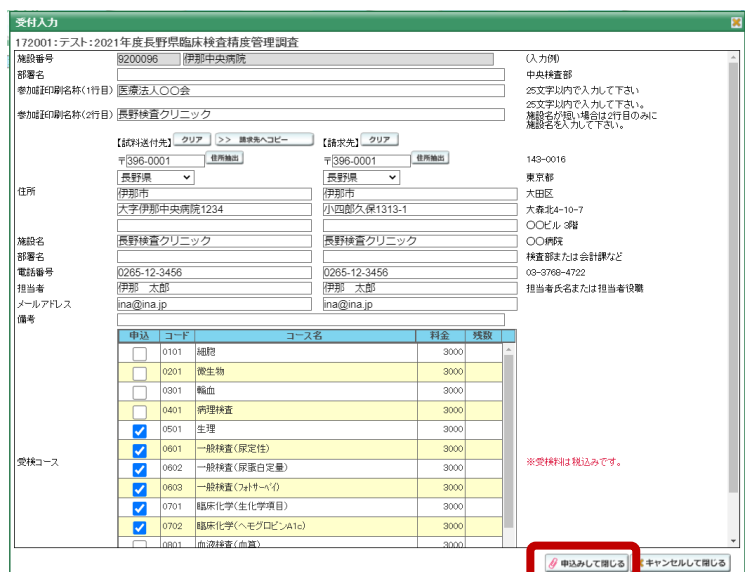 受付入力
172001:テスト:2021年度長野県臨床検査精度管理調査
施設番号 9200096 伊那中央病院 (入力例)
部署名 中央検査部
参加証印刷名称(1行目) 医療法人〇〇会 25文字以内で入力して下さい
参加証印刷名称(2行目) 長野検査クリニック 25文字以内で入力して下さい。
施設名が短い場合は2行目のみに
施設名を入力して下さい。
【試料送付先】 クリア >> 請求先へコピー 【請求先】 クリア
〒396-0001 住所抽出 〒396-0001 住所抽出 143-0016
長野県 長野県 東京都
住所 伊那市 伊那市 大田区
大字伊那中央病院1234 小四郎久保1313-1 大森北4-10-7
〇〇ビル 3階
施設名 長野検査クリニック 長野検査クリニック 〇〇病院
部署名 検査部または会計課など
電話番号 0265-12-3456 0265-12-3456 03-3768-4722
担当者 伊那 太郎 伊那 太郎 担当者氏名または担当者役職
メールアドレス ina@ina.jp ina@ina.jp
備考
申込 コード コース名 料金 残数
0101 細胞 3000
0201 微生物 3000
0301 輸血 3000
0401 病理検査 3000
0501 生理 3000
0601 一般検査(尿定性) 3000
受検コース 0602 一般検査(尿蛋白定量) 3000 ※受検料は税込みです。
0603 一般検査(フォトサーベイ) 3000
0701 臨床化学(生化学項目) 3000
0702 臨床化学(ヘモグロビンA1c) 3000
0801 血液検査(血算) 3000
申込みして閉じる キャンセルして閉じる